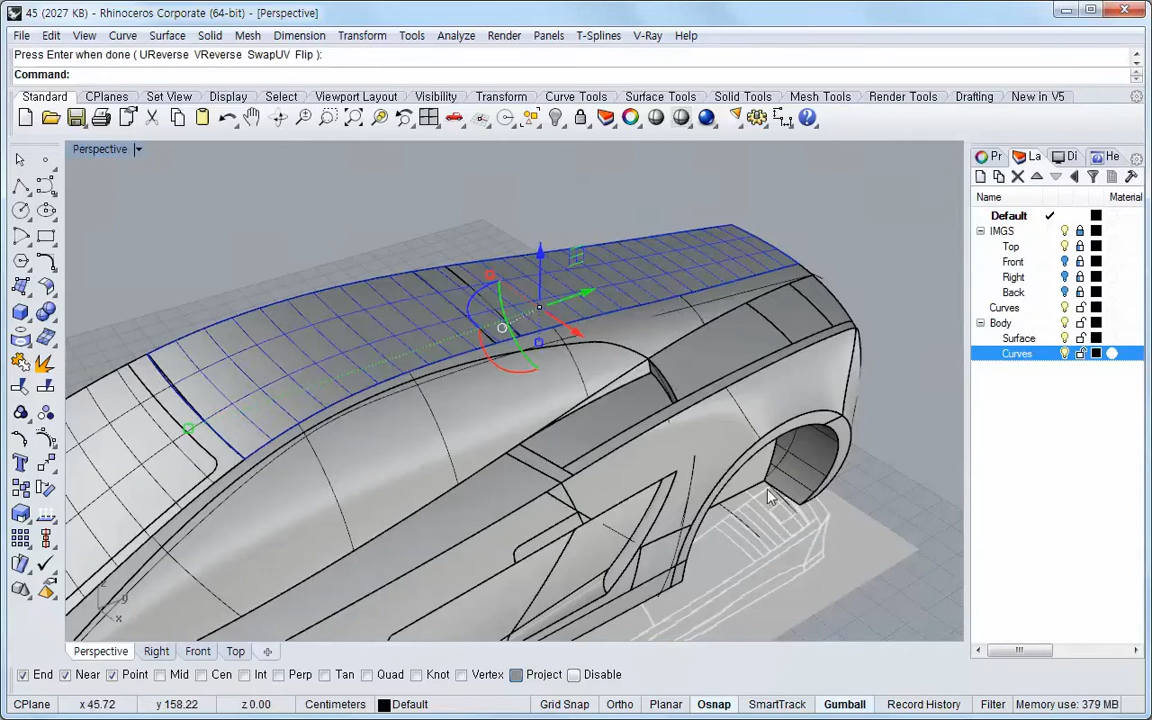 45 (2027 KB) - Rhinoceros Corporate (64-bit) - [Perspective]
File Edit View Curve Surface Solid Mesh Dimension Transform Tools Analyze Render Panels T-Splines V-Ray Help
Press Enter when done ( UReverse VReverse SwapUV Flip ):
Command:
Standard CPlanes Set View Display Select Viewport Layout Visibility Transform Curve Tools Surface Tools Solid Tools Mesh Tools Render Tools Drafting New in V5
Perspective
Pr La Di He
Name Material
Default
IMGS
Top
Front
Right
Back
Curves
Body
Surface
Curves
z
y
x
Perspective Right Front Top
End Near Point Mid Cen Int Perp Tan Quad Knot Vertex Project Disable
CPlane x 45.72 y 158.22 z 0.00 Centimeters Default Grid Snap Ortho Planar Osnap SmartTrack Gumball Record History Filter Memory use: 379 MB